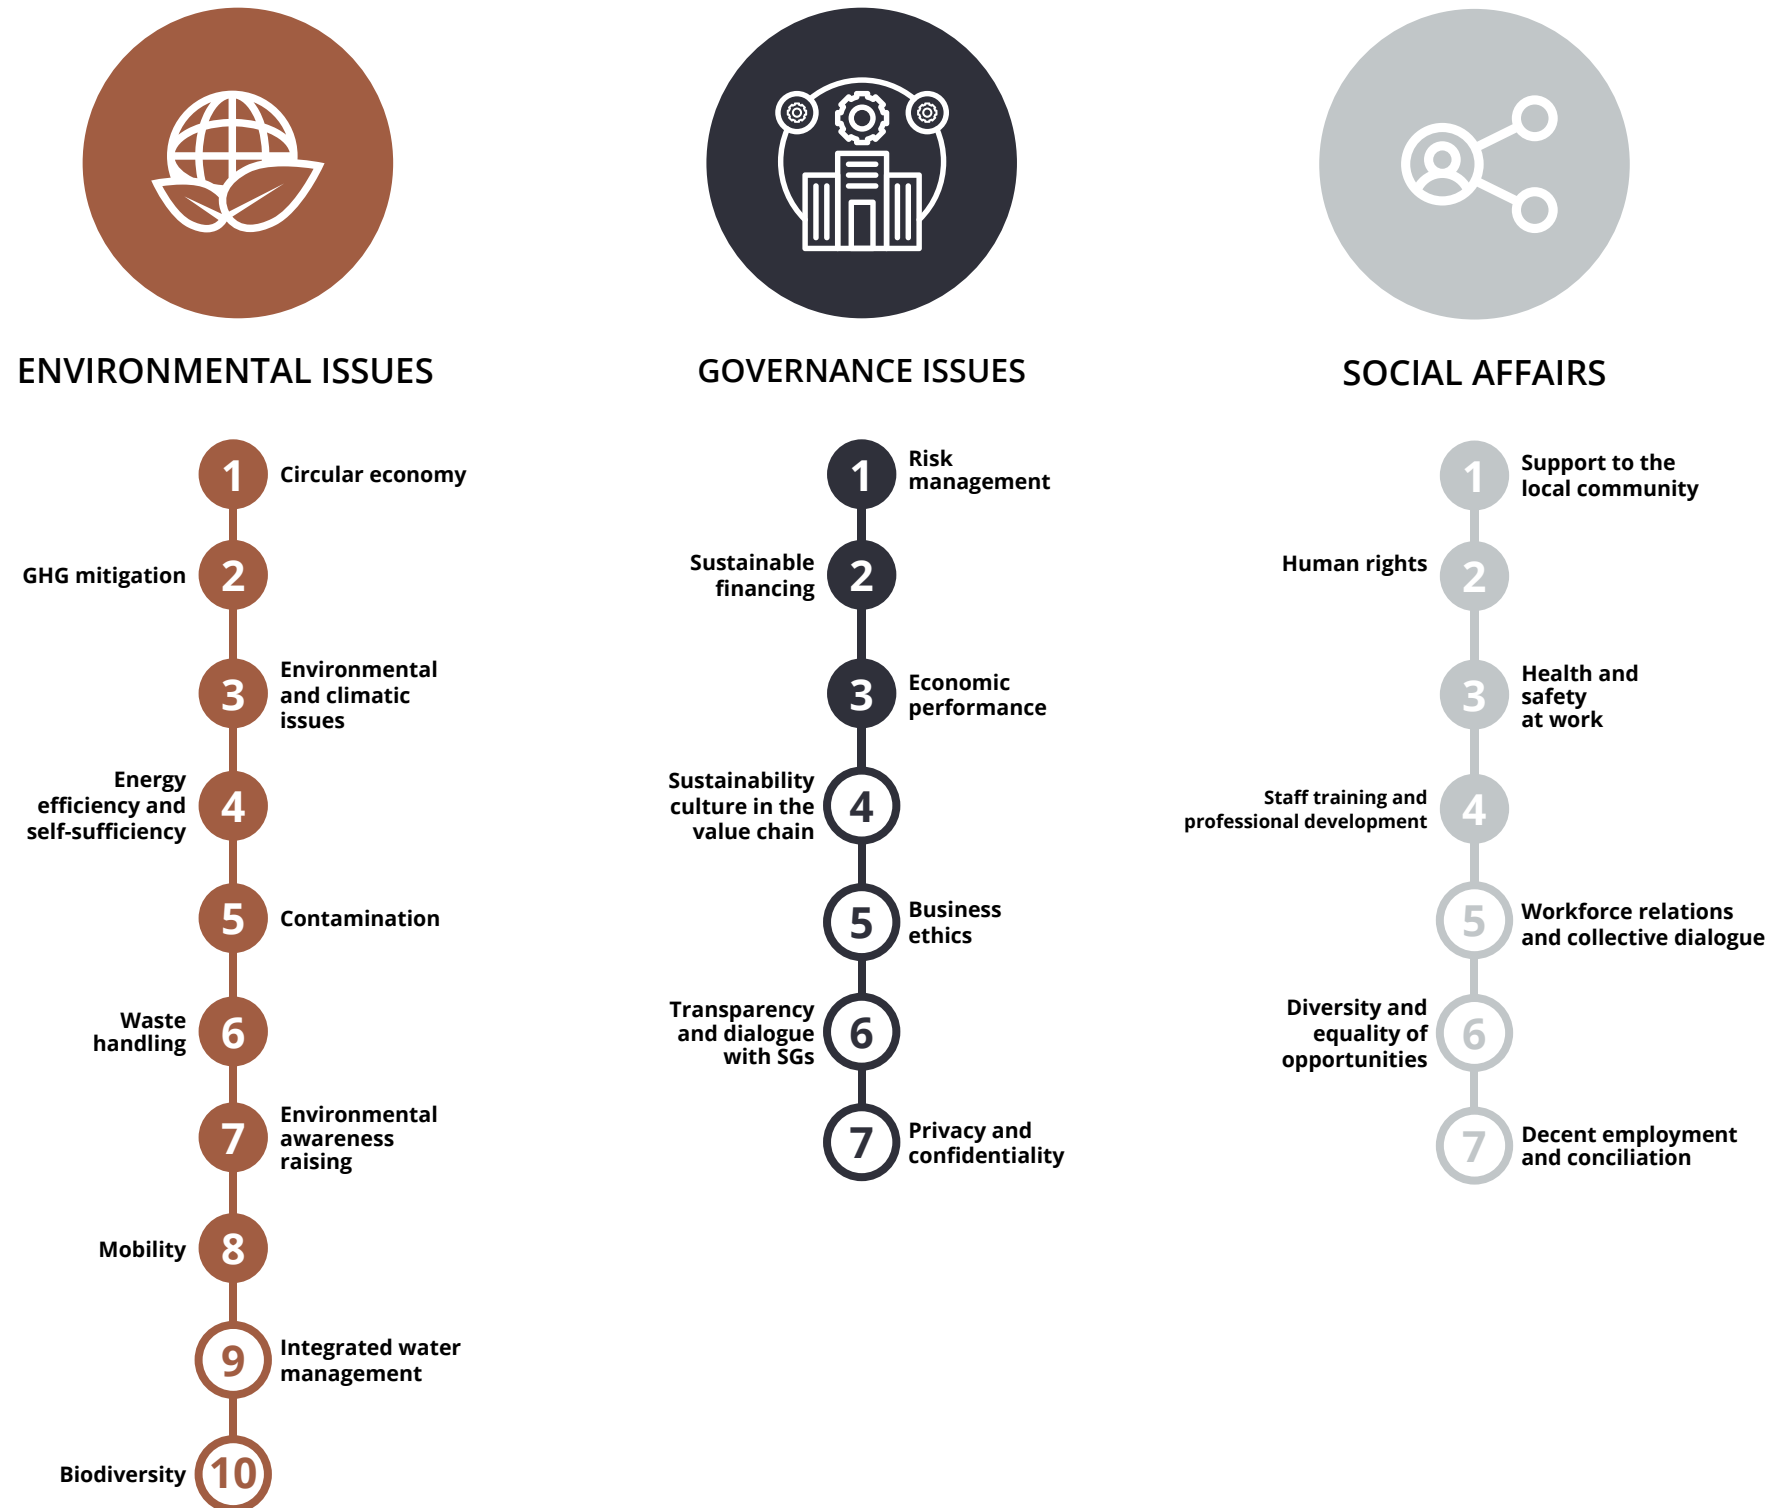 ENVIRONMENTAL ISSUES
1
Circular economy
GHG mitigation
2
3
Environmental
and climatic
issues
Energy
efficiency and
self-sufficiency
4
5
Contamination
Waste
handling
6
7
Environmental
awareness
raising
Mobility
8
9
Integrated water
management
Biodiversity
10
GOVERNANCE ISSUES
1
Risk
management
Sustainable
financing
2
3
Economic
performance
Sustainability
culture in the
value chain
4
5
Business
ethics
Transparency
and dialogue
with SGs
6
7
Privacy and
confidentiality
SOCIAL AFFAIRS
1
Support to the
local community
Human rights
2
3
Health and
safety
at work
Staff training and
professional development
4
5
Workforce relations
and collective dialogue
Diversity and
equality of
opportunities
6
7
Decent employment
and conciliation